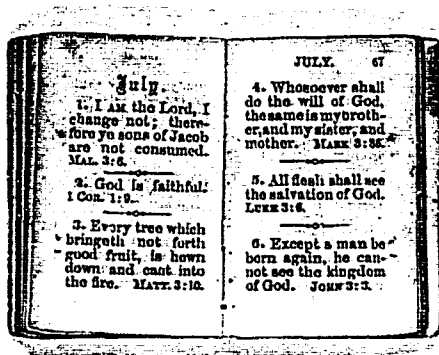 July.
1. I AM the Lord, I
change not; there-
fore ye sons of Jacob
are not consumed.
MAL. 3:6.
2. God is faithful.
1 COR. 1:9.
3. Every tree which
bringeth not forth
good fruit, is hewn
down and cast into
the fire. MATT. 3:10.
JULY. 67
4. Whosoever shall
do the will of God,
the same is my broth-
er, and my sister, and
mother. MARK 3:35.
5. All flesh shall see
the salvation of God.
LUKE 3:6.
6. Except a man be
born again, he can-
not see the kingdom
of God. JOHN 3:3.